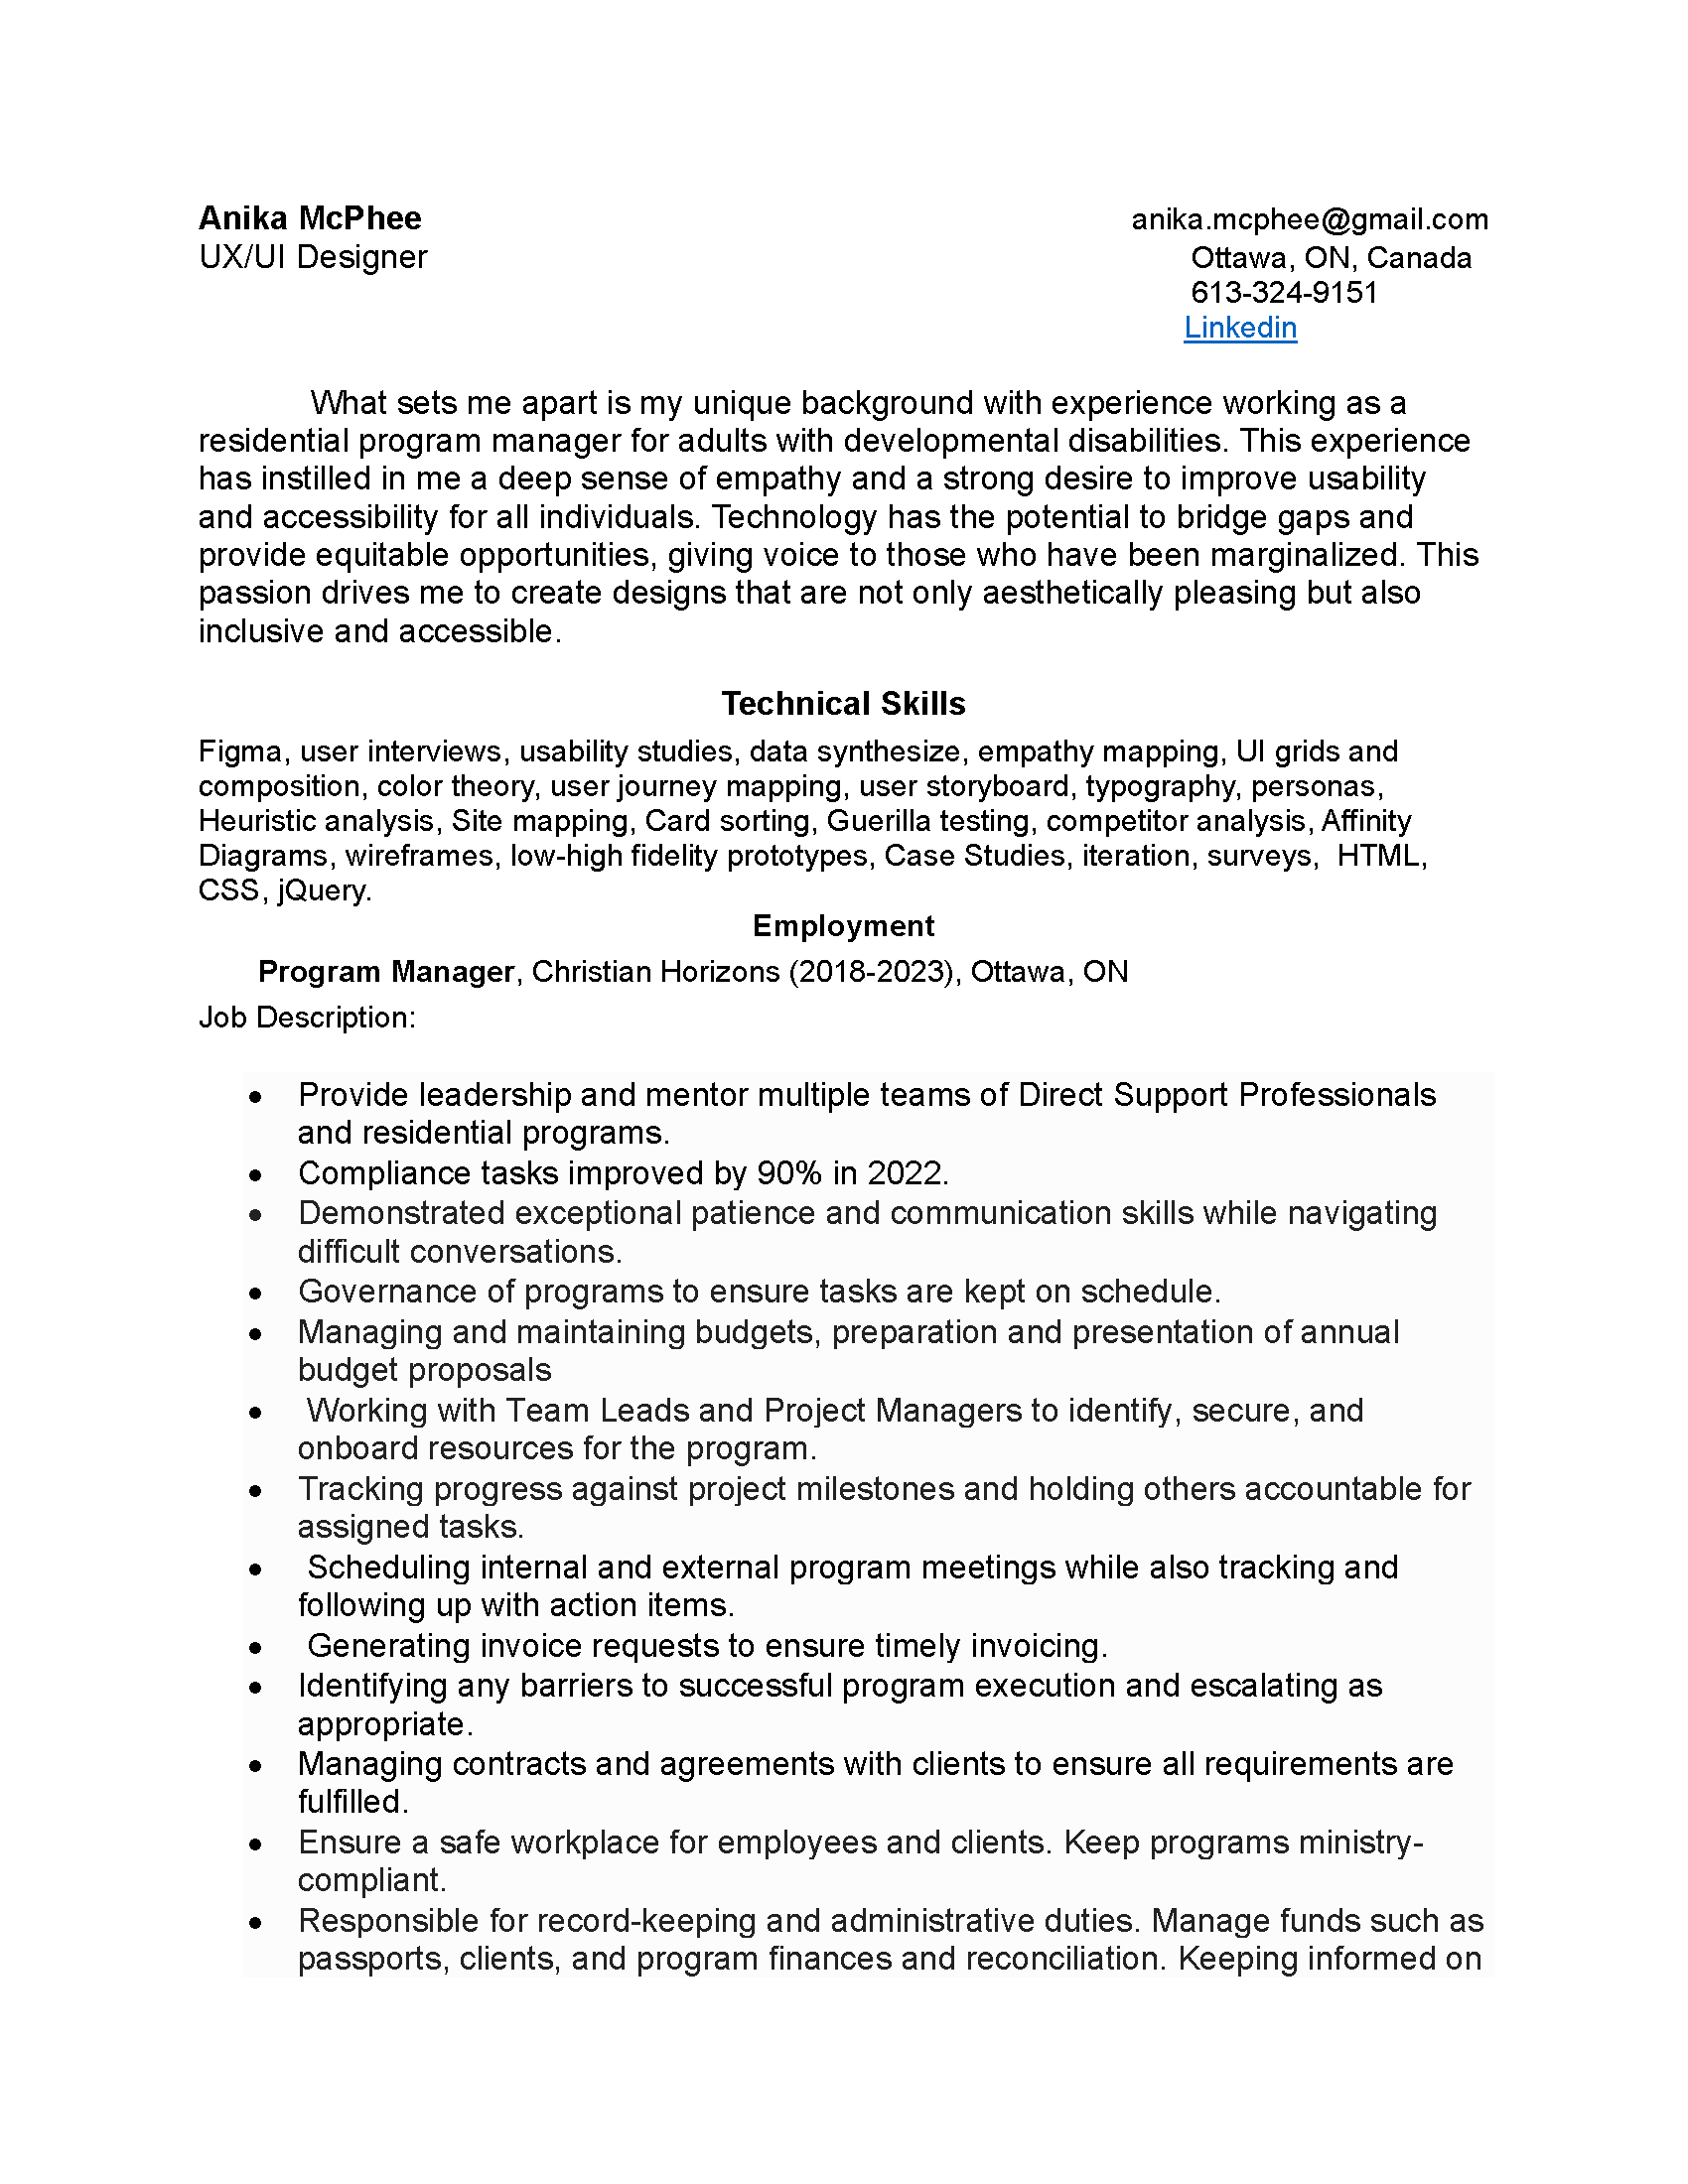 Anika McPhee anika.mcphee@gmail.com
UX/UI Designer Ottawa, ON, Canada
613-324-9151
Linkedin
What sets me apart is my unique background with experience working as a
residential program manager for adults with developmental disabilities. This experience
has instilled in me a deep sense of empathy and a strong desire to improve usability
and accessibility for all individuals. Technology has the potential to bridge gaps and
provide equitable opportunities, giving voice to those who have been marginalized. This
passion drives me to create designs that are not only aesthetically pleasing but also
inclusive and accessible.
Technical Skills
Figma, user interviews, usability studies, data synthesize, empathy mapping, UI grids and
composition, color theory, user journey mapping, user storyboard, typography, personas,
Heuristic analysis, Site mapping, Card sorting, Guerilla testing, competitor analysis, Affinity
Diagrams, wireframes, low-high fidelity prototypes, Case Studies, iteration, surveys,  HTML,
CSS, jQuery.
Employment
Program Manager, Christian Horizons (2018-2023), Ottawa, ON
Job Description:
• Provide leadership and mentor multiple teams of Direct Support Professionals
and residential programs.
• Compliance tasks improved by 90% in 2022.
• Demonstrated exceptional patience and communication skills while navigating
difficult conversations.
• Governance of programs to ensure tasks are kept on schedule.
• Managing and maintaining budgets, preparation and presentation of annual
budget proposals
• Working with Team Leads and Project Managers to identify, secure, and
onboard resources for the program.
• Tracking progress against project milestones and holding others accountable for
assigned tasks.
• Scheduling internal and external program meetings while also tracking and
following up with action items.
• Generating invoice requests to ensure timely invoicing.
• Identifying any barriers to successful program execution and escalating as
appropriate.
• Managing contracts and agreements with clients to ensure all requirements are
fulfilled.
• Ensure a safe workplace for employees and clients. Keep programs ministry-
compliant.
• Responsible for record-keeping and administrative duties. Manage funds such as
passports, clients, and program finances and reconciliation. Keeping informed on